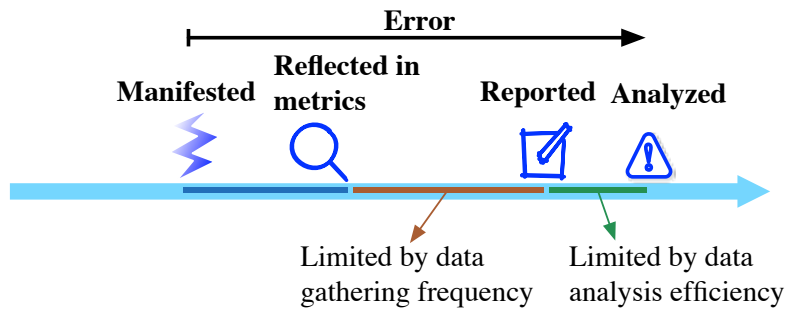 Error
Manifested
Reflected in
metrics
Reported
Analyzed
Limited by data
gathering frequency
Limited by data
analysis efficiency